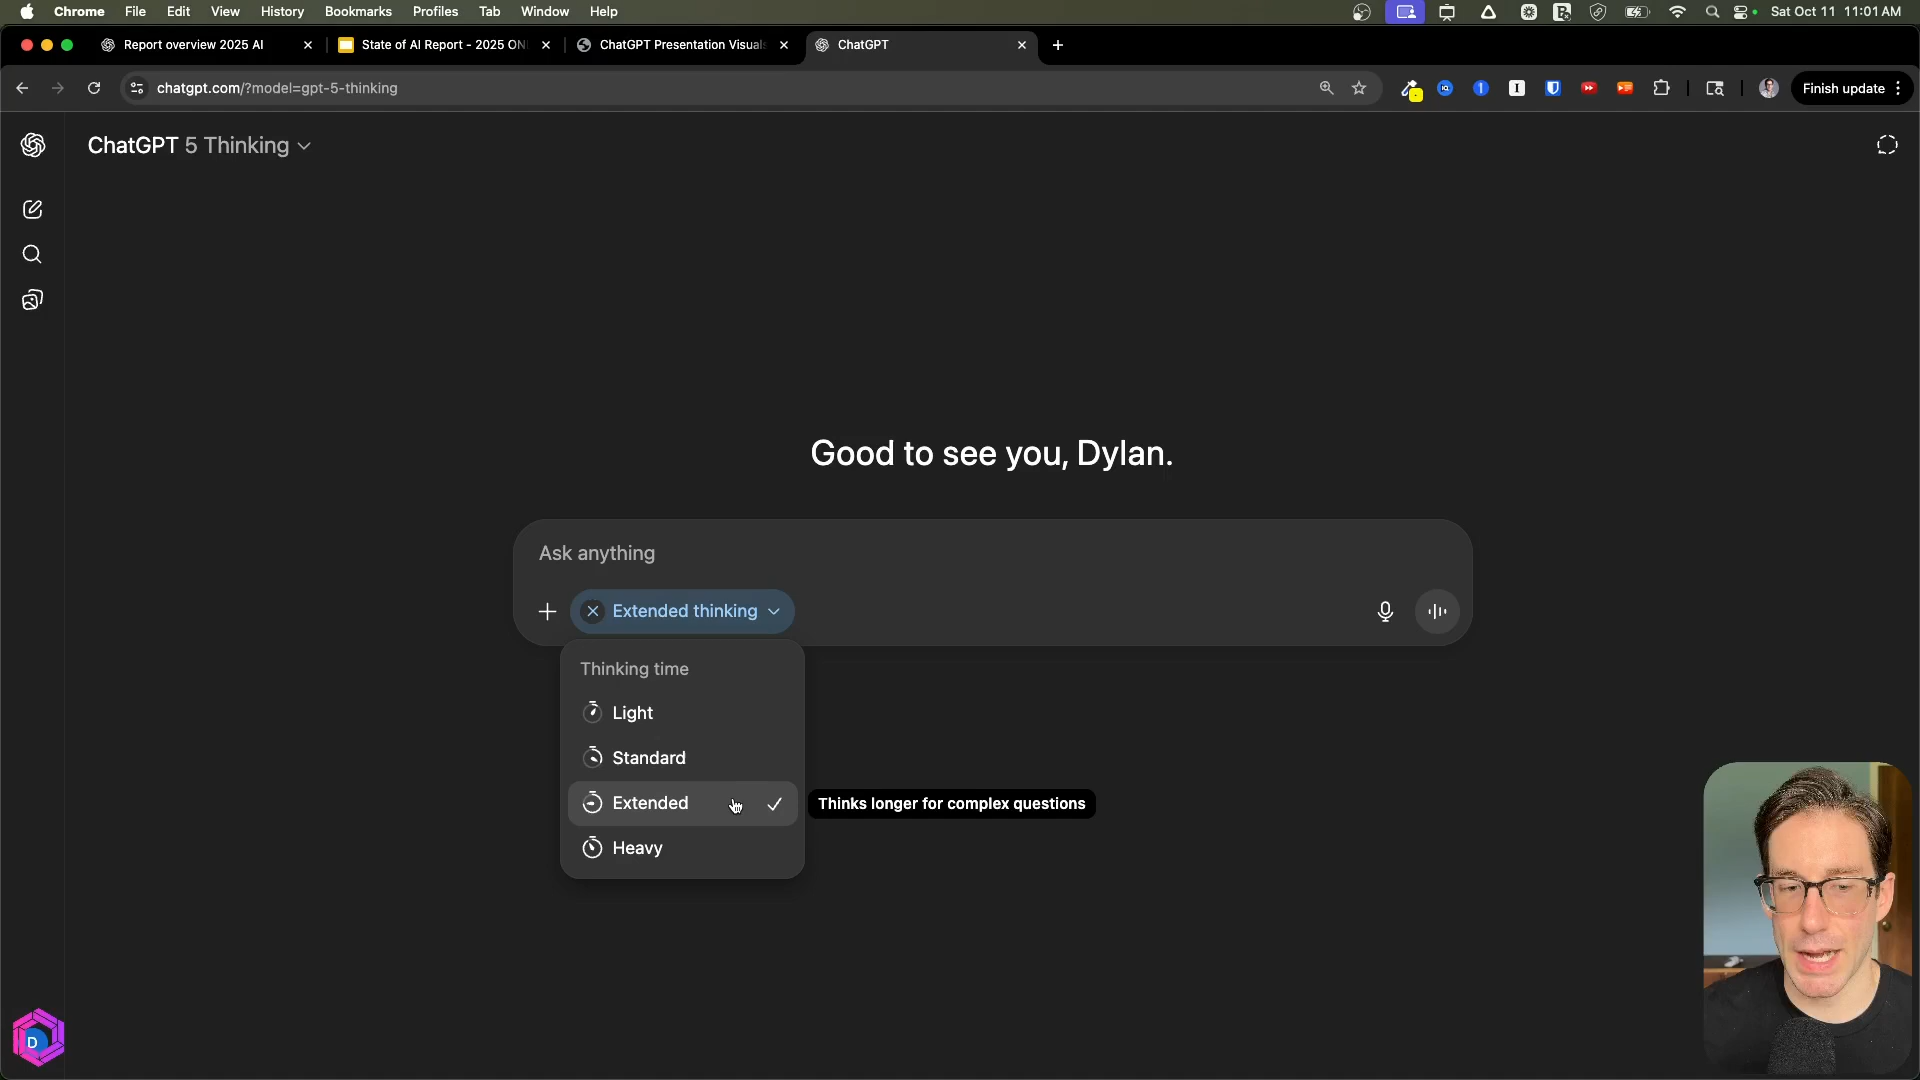 Chrome File Edit View History Bookmarks Profiles Tab Window Help Sat Oct 11 11:01 AM
Report overview 2025 AI State of AI Report - 2025 ON ChatGPT Presentation Visuals ChatGPT
chatgpt.com/?model=gpt-5-thinking Finish update
ChatGPT 5 Thinking
Good to see you, Dylan.
Ask anything
Extended thinking
Thinking time
Light
Standard
Extended Thinks longer for complex questions
Heavy
D